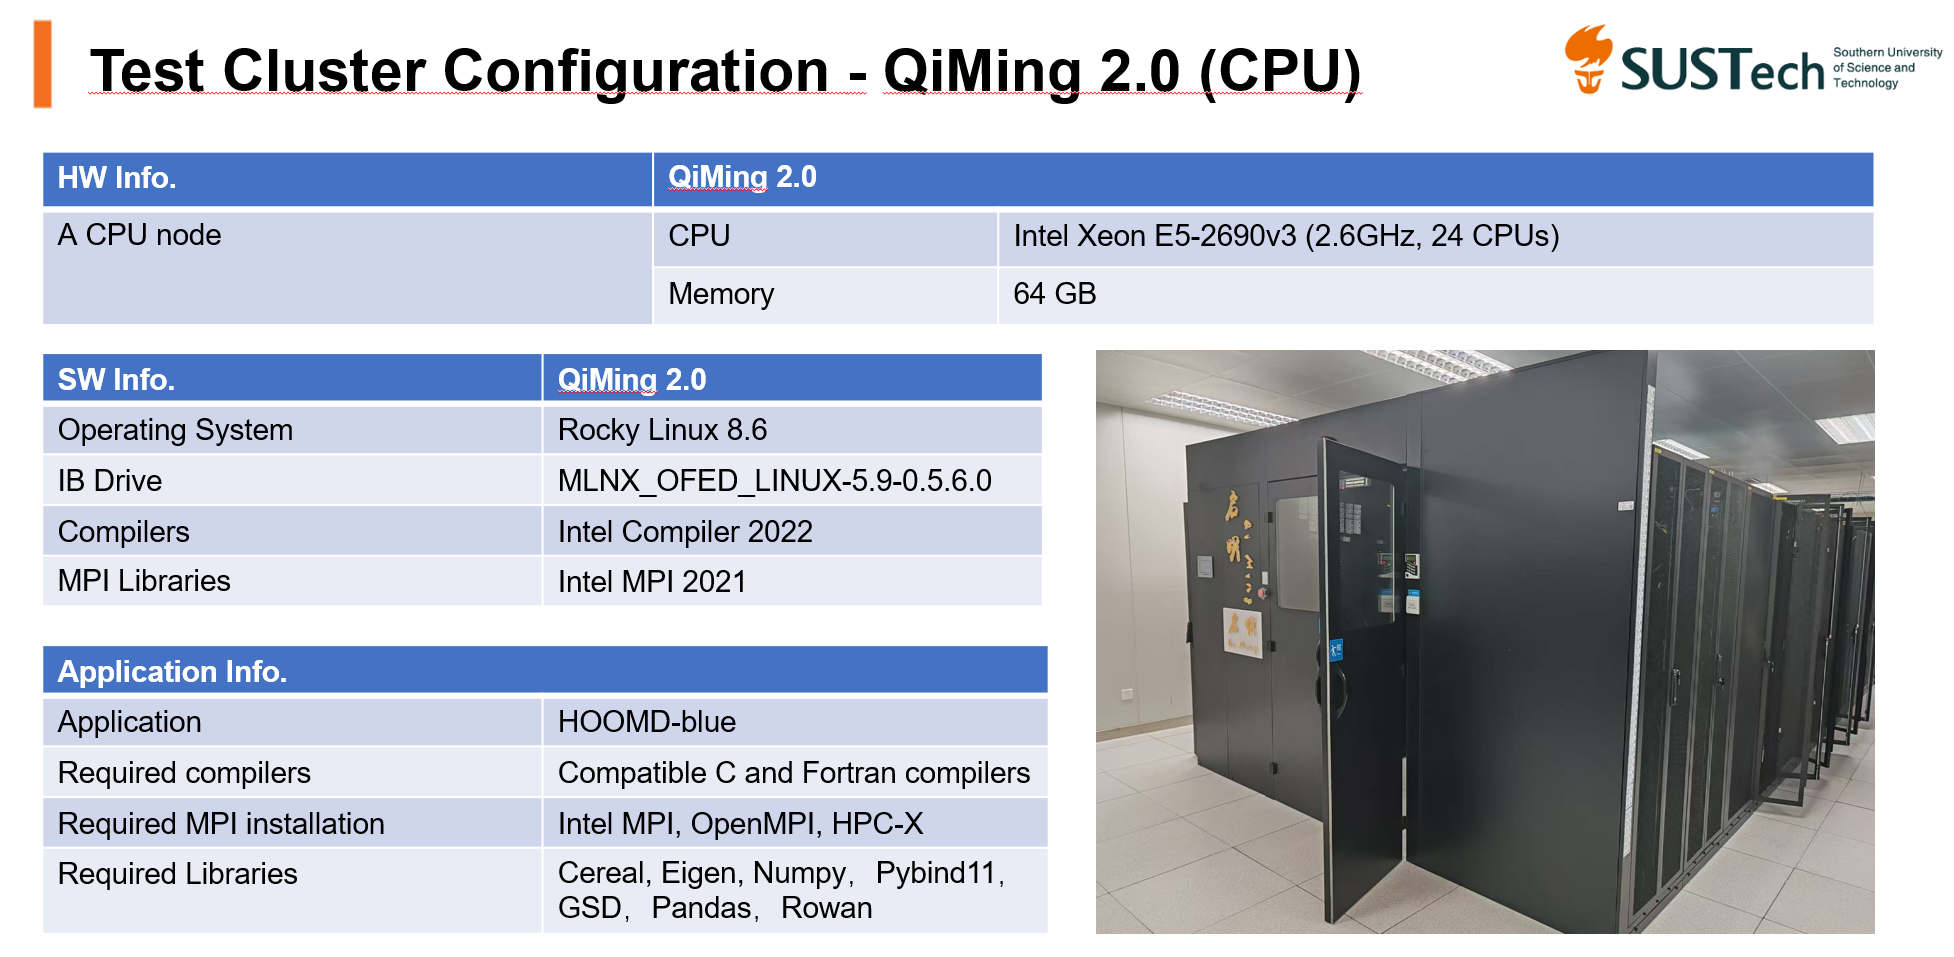 Test Cluster Configuration - QiMing 2.0 (CPU)
SUSTech
Southern University
of Science and
Technology
HW Info.
QiMing 2.0
A CPU node
CPU
Intel Xeon E5-2690v3 (2.6GHz, 24 CPUs)
Memory
64 GB
SW Info.
QiMing 2.0
Operating System
Rocky Linux 8.6
IB Drive
MLNX_OFED_LINUX-5.9-0.5.6.0
Compilers
Intel Compiler 2022
MPI Libraries
Intel MPI 2021
启
明
启明
Application Info.
Application
HOOMD-blue
Required compilers
Compatible C and Fortran compilers
Required MPI installation
Intel MPI, OpenMPI, HPC-X
Required Libraries
Cereal, Eigen, Numpy， Pybind11，
GSD， Pandas， Rowan